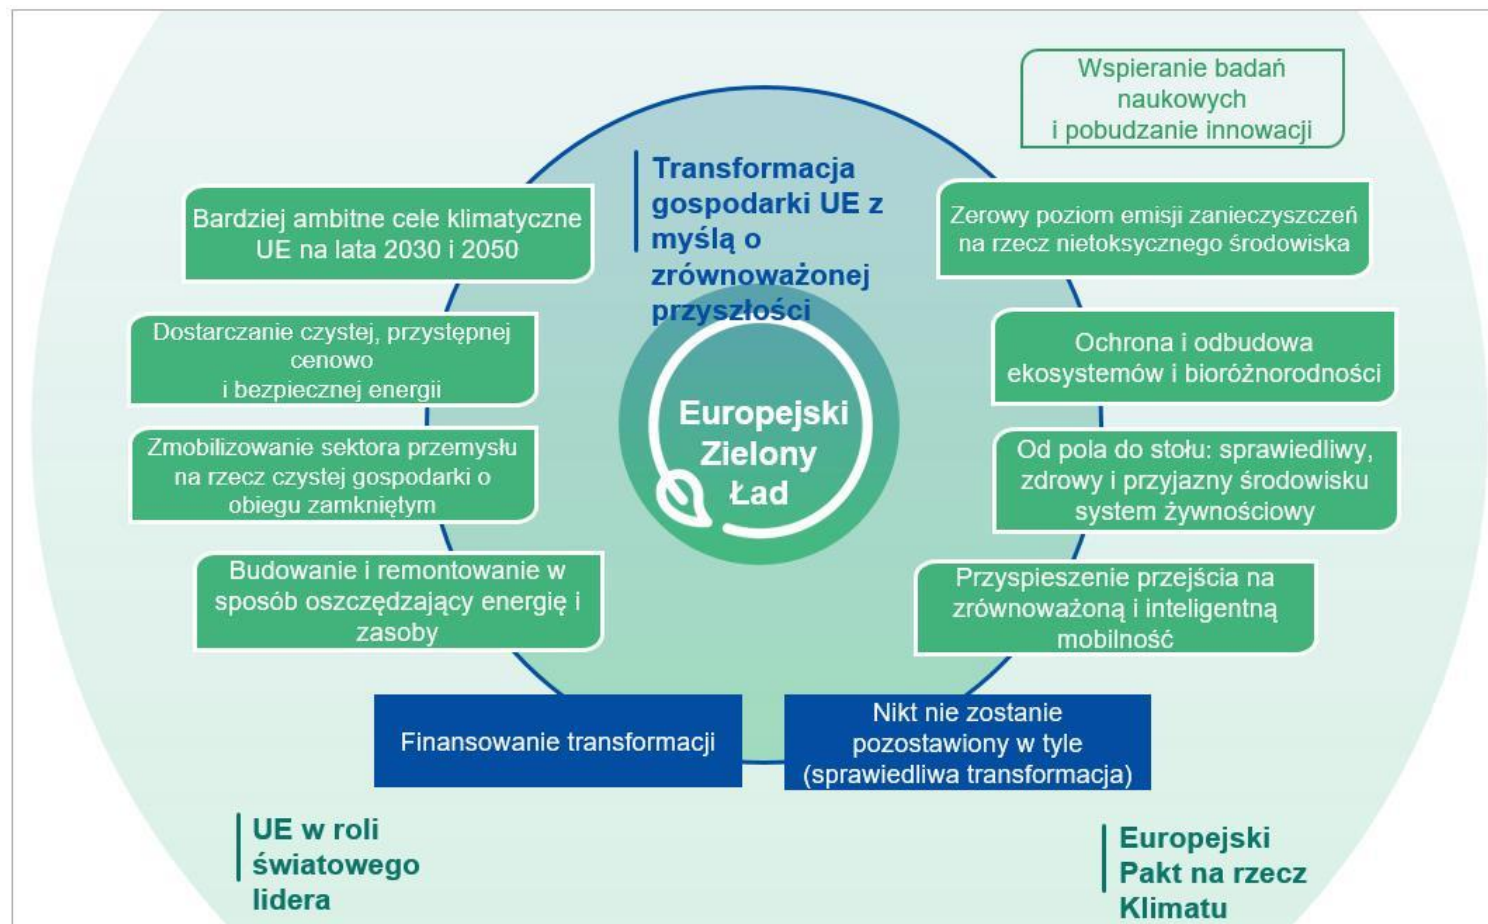 Wspieranie badań
naukowych
i pobudzanie innowacji
Transformacja
gospodarki UE z
myślą o
zrównoważonej
przyszłości
Bardziej ambitne cele klimatyczne
UE na lata 2030 i 2050
Zerowy poziom emisji zanieczyszczeń
na rzecz nietoksycznego środowiska
Dostarczanie czystej, przystępnej
cenowo
i bezpiecznej energii
Ochrona i odbudowa
ekosystemów i bioróżnorodności
Europejski
Zielony
Ład
Zmobilizowanie sektora przemysłu
na rzecz czystej gospodarki o
obiegu zamkniętym
Od pola do stołu: sprawiedliwy,
zdrowy i przyjazny środowisku
system żywnościowy
Budowanie i remontowanie w
sposób oszczędzający energię i
zasoby
Przyspieszenie przejścia na
zrównoważoną i inteligentną
mobilność
Finansowanie transformacji
Nikt nie zostanie
pozostawiony w tyle
(sprawiedliwa transformacja)
UE w roli
światowego
lidera
Europejski
Pakt na rzecz
Klimatu